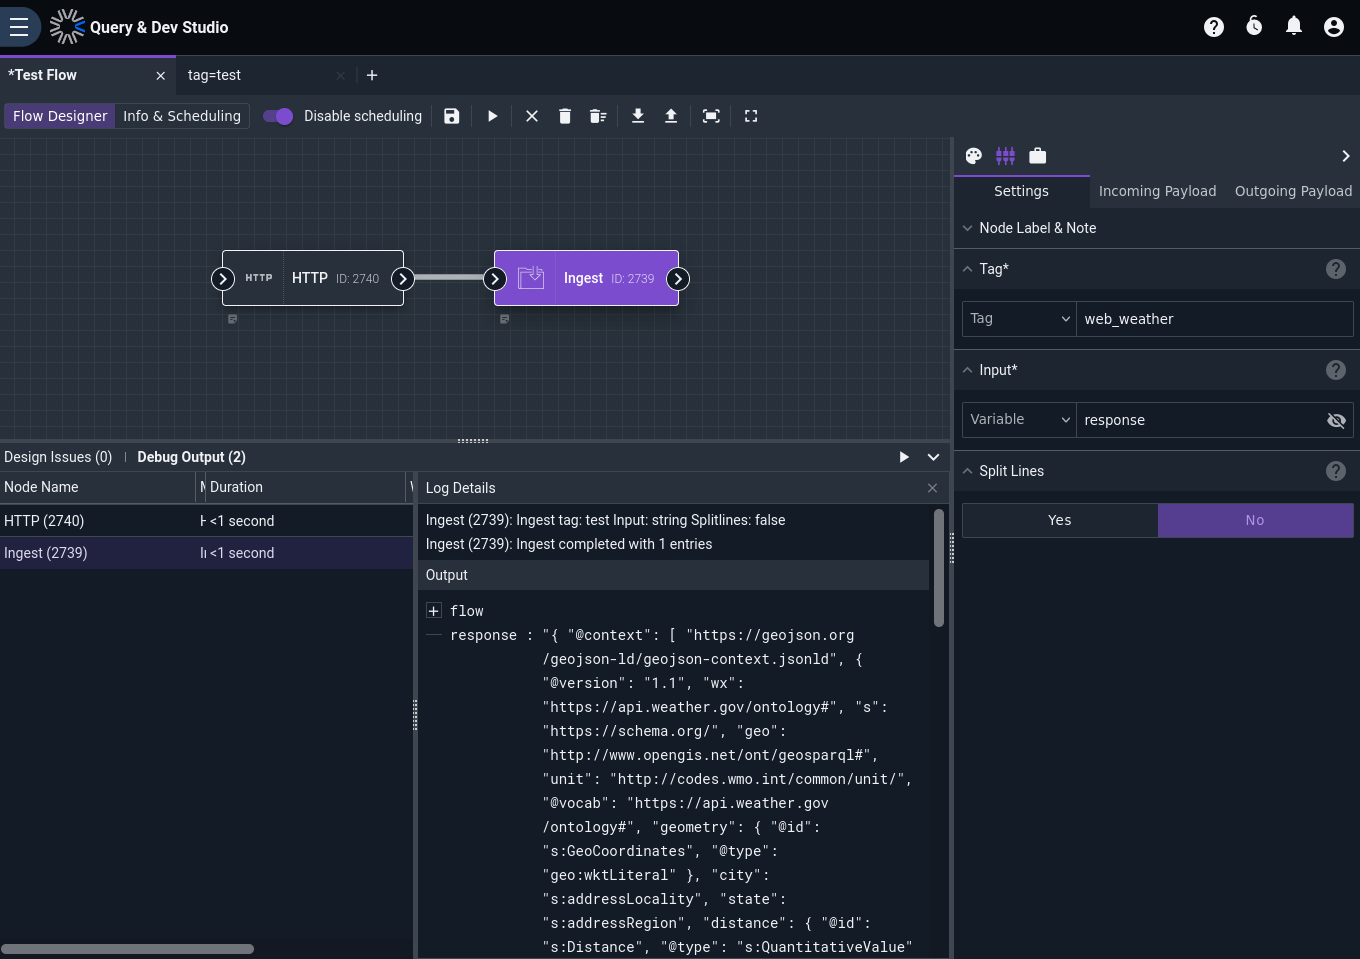 Query & Dev Studio
*Test Flow
tag=test
Flow Designer
Info & Scheduling
Disable scheduling
HTTP
HTTP
ID: 2740
Ingest
ID: 2739
Settings
Incoming Payload
Outgoing Payload
Node Label & Note
Tag*
Tag
web_weather
Input*
Variable
response
Split Lines
Yes
No
Design Issues (0)
Debug Output (2)
Node Name
Duration
HTTP (2740)
<1 second
Ingest (2739)
<1 second
Log Details
Ingest (2739): Ingest tag: test Input: string Splitlines: false
Ingest (2739): Ingest completed with 1 entries
Output
flow
response : "{ "@context": [ "https://geojson.org
/geojson-ld/geojson-context.jsonld", {
"@version": "1.1", "wx":
"https://api.weather.gov/ontology#", "s":
"https://schema.org/", "geo":
"http://www.opengis.net/ont/geosparql#",
"unit": "http://codes.wmo.int/common/unit/",
"@vocab": "https://api.weather.gov
/ontology#", "geometry": { "@id":
"s:GeoCoordinates", "@type":
"geo:wktLiteral" }, "city":
"s:addressLocality", "state":
"s:addressRegion", "distance": { "@id":
"s:Distance", "@type": "s:QuantitativeValue"